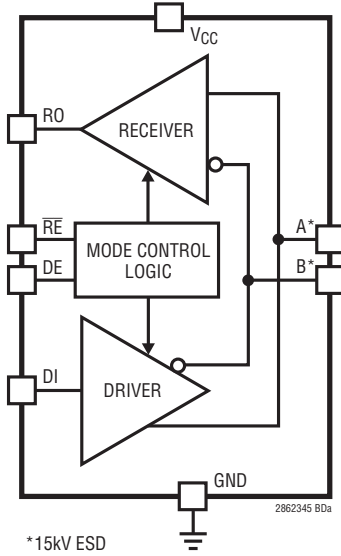 VCC
RO
RECEIVER
RE
MODE CONTROL
LOGIC
DE
A*
B*
DI
DRIVER
GND
2862345 BDa
*15kV ESD